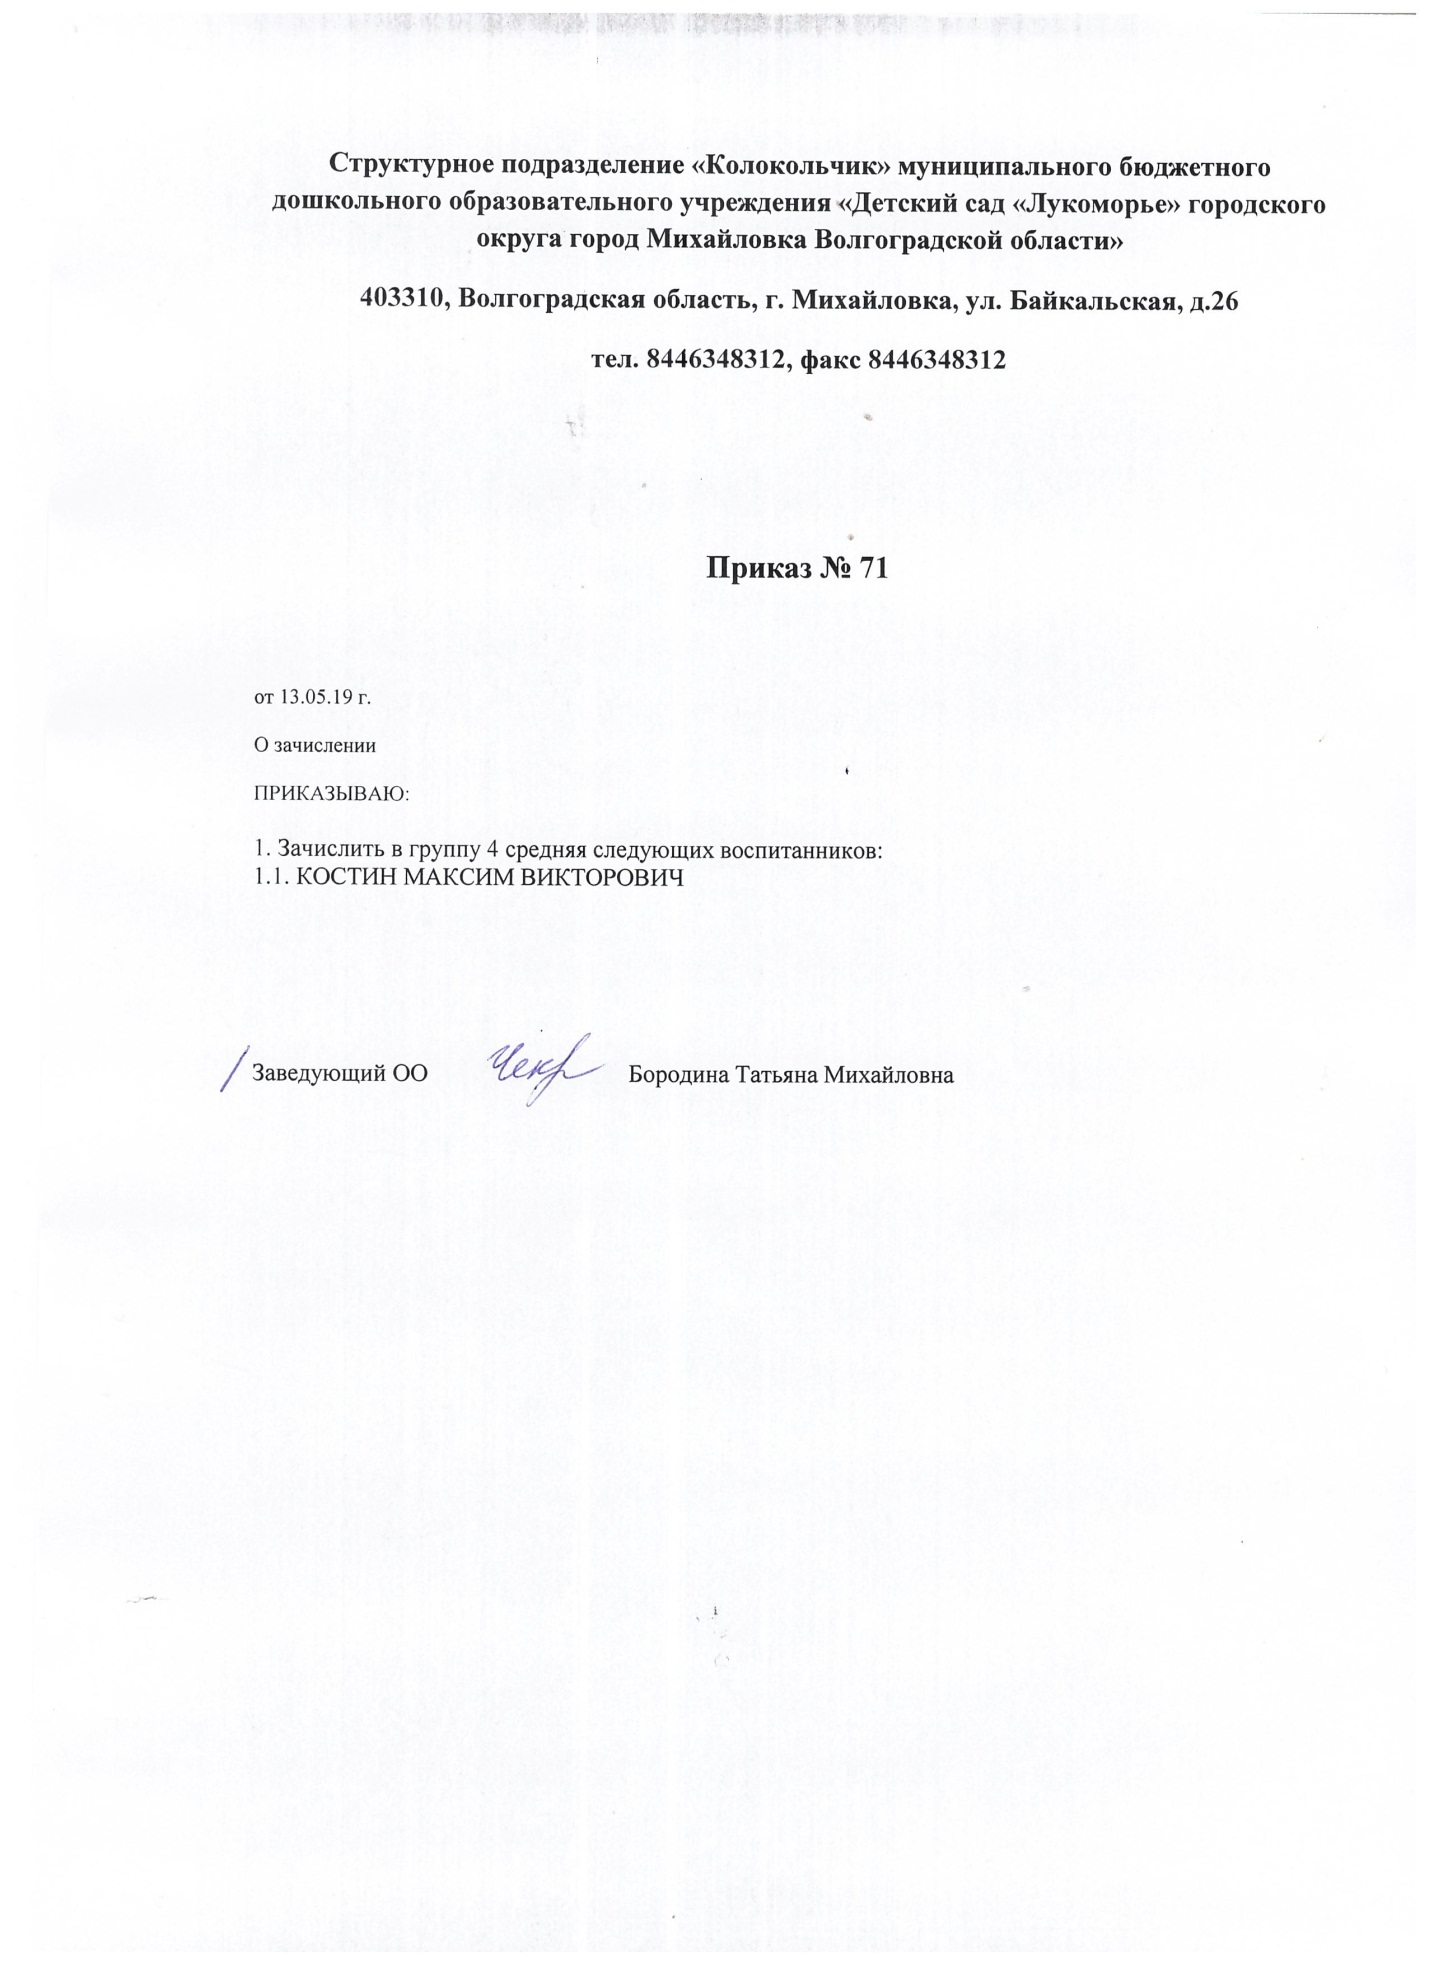 Структурное подразделение «Колокольчик» муниципального бюджетного
дошкольного образовательного учреждения «Детский сад «Лукоморье» городского
округа город Михайловка Волгоградской области»
403310, Волгоградская область, г. Михайловка, ул. Байкальская, д.26
тел. 8446348312, факс 8446348312
Приказ № 71
от 13.05.19 г.
О зачислении
ПРИКАЗЫВАЮ:
1. Зачислить в группу 4 средняя следующих воспитанников:
1.1. КОСТИН МАКСИМ ВИКТОРОВИЧ
Заведующий ОО Бородина Татьяна Михайловна